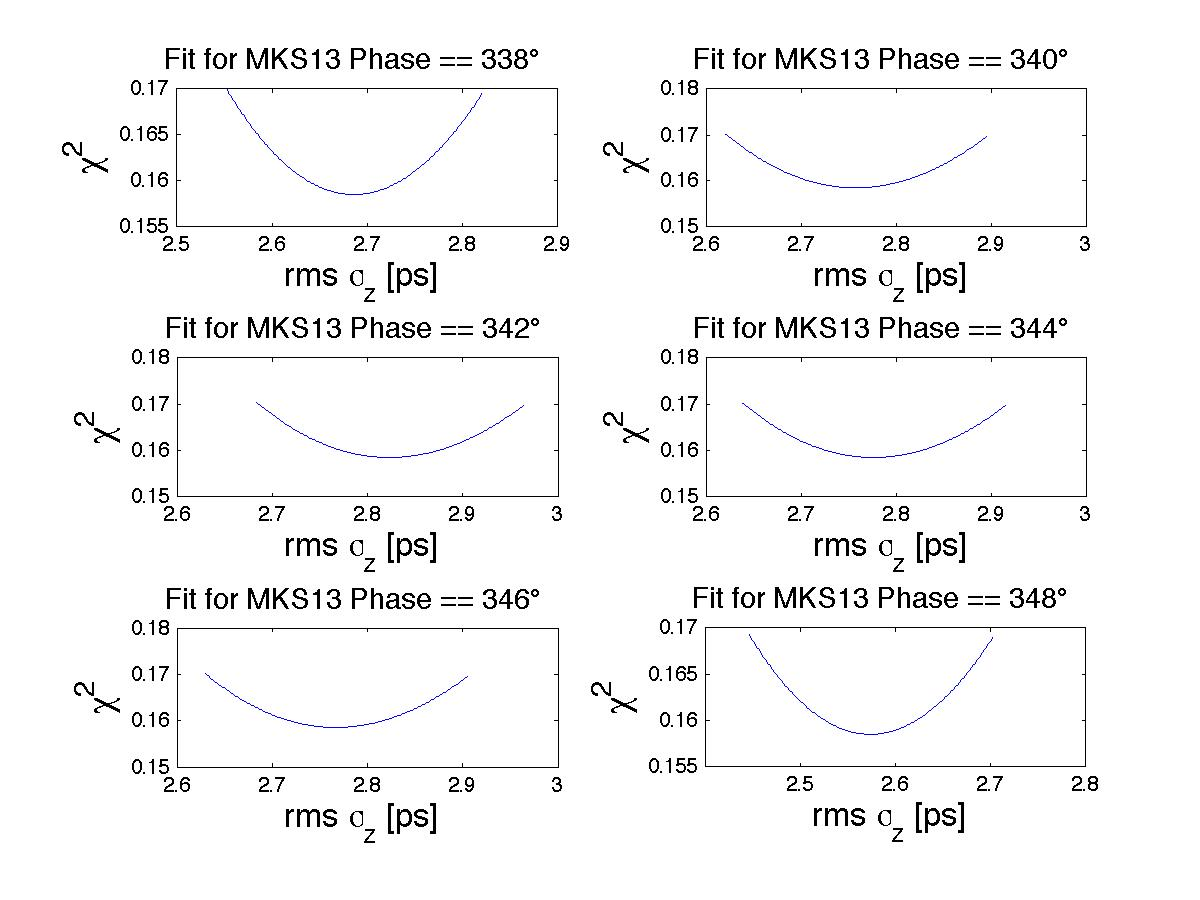 Fit for MKS13 Phase == 338°
0.17
0.165
0.16
0.155
χ²
2.5 2.6 2.7 2.8 2.9
rms σz [ps]
Fit for MKS13 Phase == 340°
0.18
0.17
0.16
0.15
χ²
2.6 2.7 2.8 2.9 3
rms σz [ps]
Fit for MKS13 Phase == 342°
0.18
0.17
0.16
0.15
χ²
2.6 2.7 2.8 2.9 3
rms σz [ps]
Fit for MKS13 Phase == 344°
0.18
0.17
0.16
0.15
χ²
2.6 2.7 2.8 2.9 3
rms σz [ps]
Fit for MKS13 Phase == 346°
0.18
0.17
0.16
0.15
χ²
2.6 2.7 2.8 2.9 3
rms σz [ps]
Fit for MKS13 Phase == 348°
0.17
0.165
0.16
0.155
χ²
2.5 2.6 2.7 2.8
rms σz [ps]